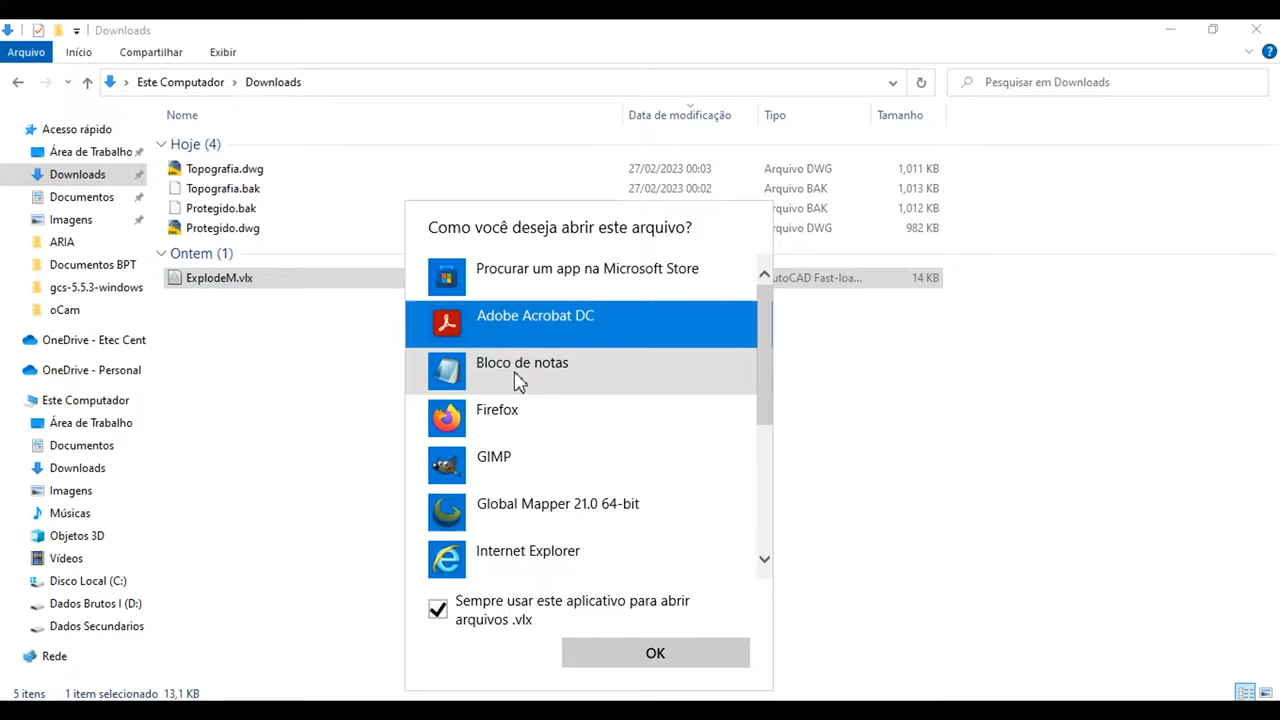 Downloads
Arquivo Início Compartilhar Exibir
Este Computador Downloads
Pesquisar em Downloads
Nome Data de modificação Tipo Tamanho
Hoje (4)
Topografia.dwg 27/02/2023 00:03 Arquivo DWG 1,011 KB
Topografia.bak 27/02/2023 00:02 Arquivo BAK 1,013 KB
Protegido.bak Arquivo BAK 1,012 KB
Protegido.dwg Arquivo DWG 982 KB
Ontem (1)
ExplodeM.vlx utoCAD Fast-loa... 14 KB
Acesso rápido
Área de Trabalho
Downloads
Documentos
Imagens
ARIA
Documentos BPT
gcs-5.5.3-windows
oCam
OneDrive - Etec Cent
OneDrive - Personal
Este Computador
Área de Trabalho
Documentos
Downloads
Imagens
Músicas
Objetos 3D
Vídeos
Disco Local (C:)
Dados Brutos I (D:)
Dados Secundarios
Rede
Como você deseja abrir este arquivo?
Procurar um app na Microsoft Store
Adobe Acrobat DC
Bloco de notas
Firefox
GIMP
Global Mapper 21.0 64-bit
Internet Explorer
Sempre usar este aplicativo para abrir
arquivos .vlx
OK
5 itens 1 item selecionado 13,1 KB